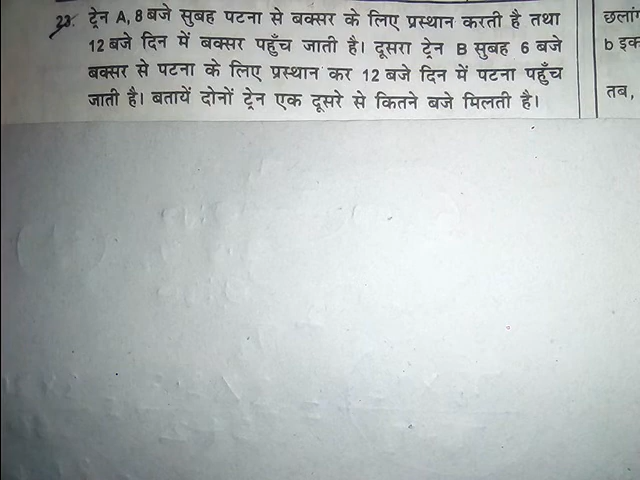 23. ट्रेन A, 8 बजे सुबह पटना से बक्सर के लिए प्रस्थान करती है तथा
12 बजे दिन में बक्सर पहुँच जाती है। दूसरा ट्रेन B सुबह 6 बजे
बक्सर से पटना के लिए प्रस्थान कर 12 बजे दिन में पटना पहुँच
जाती है। बतायें दोनों ट्रेन एक दूसरे से कितने बजे मिलती है।
छलांग
b इक
तब,